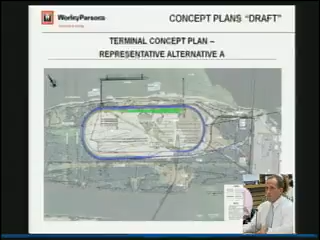 WorleyParsons
CONCEPT PLANS "DRAFT"
TERMINAL CONCEPT PLAN –
REPRESENTATIVE ALTERNATIVE A